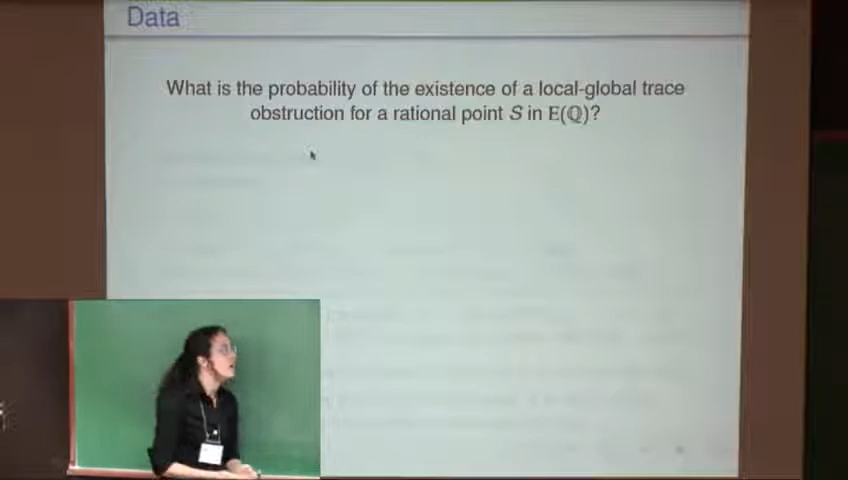 Data
What is the probability of the existence of a local-global trace
obstruction for a rational point S in E(ℚ)?